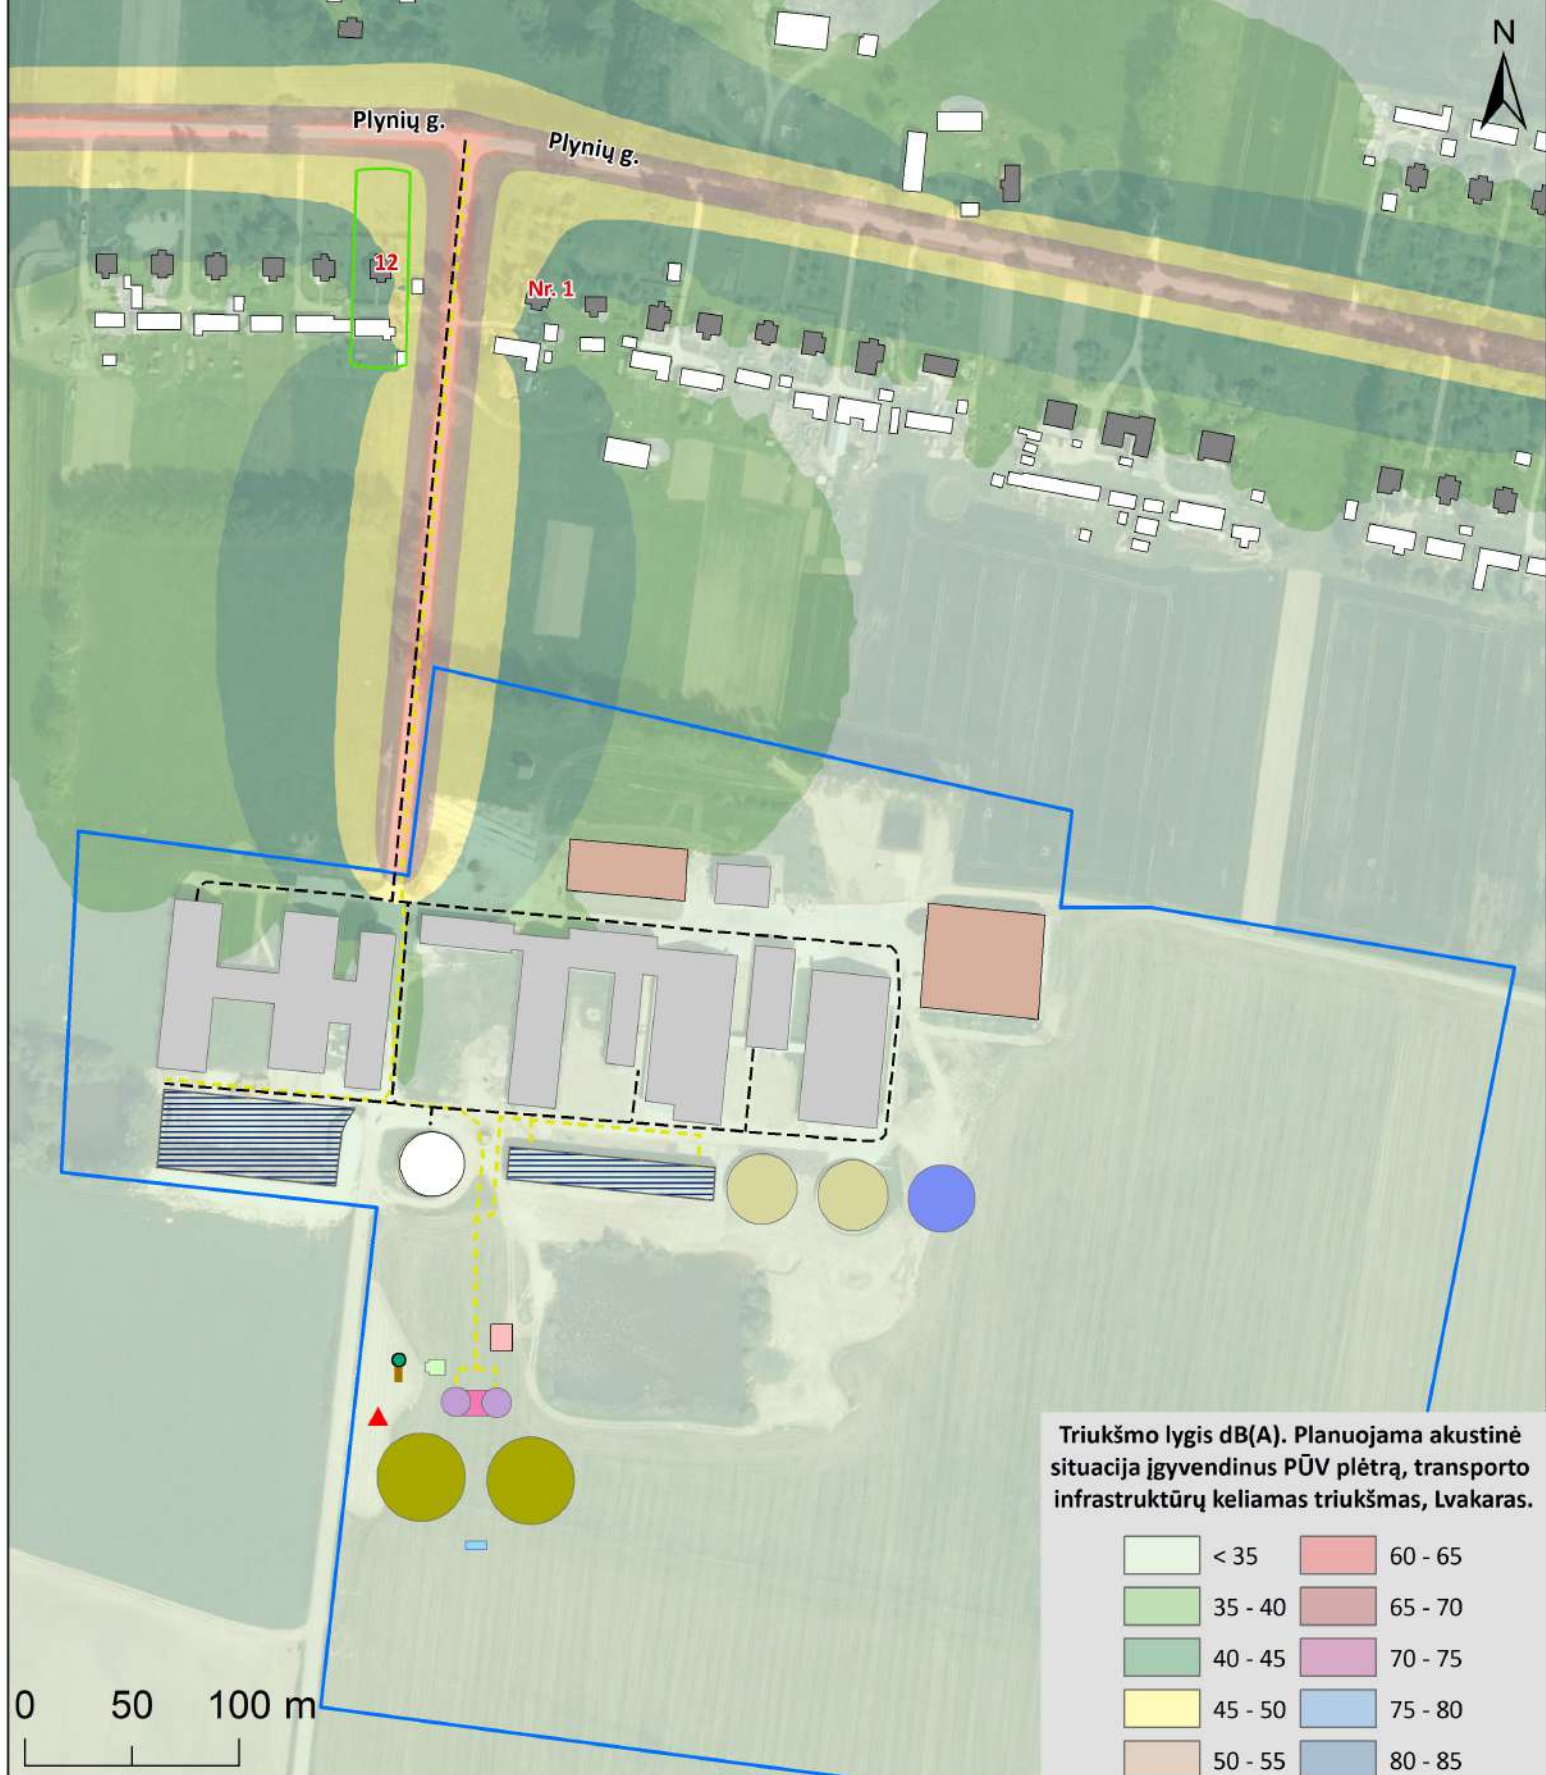 N
Plynių g.
Plynių g.
12
Nr. 1
Triukšmo lygis dB(A). Planuojama akustinė
situacija įgyvendinus PŪV plėtrą, transporto
infrastruktūrų keliamas triukšmas, Lvakaras.
< 35 60 - 65
35 - 40 65 - 70
40 - 45 70 - 75
45 - 50 75 - 80
50 - 55 80 - 85
0 50 100 m